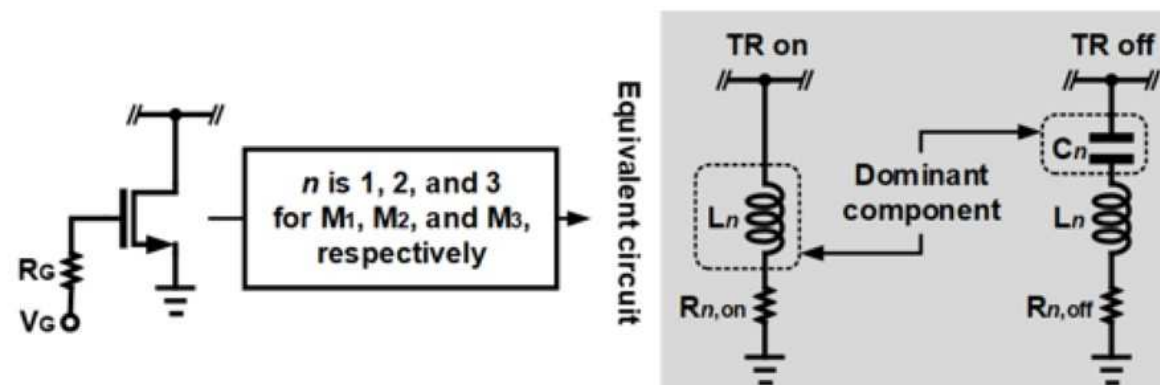 RG
VG
n is 1, 2, and 3
for M1, M2, and M3,
respectively
Equivalent circuit
TR on
TR off
Ln
Rn,on
Dominant
component
Cn
Ln
Rn,off